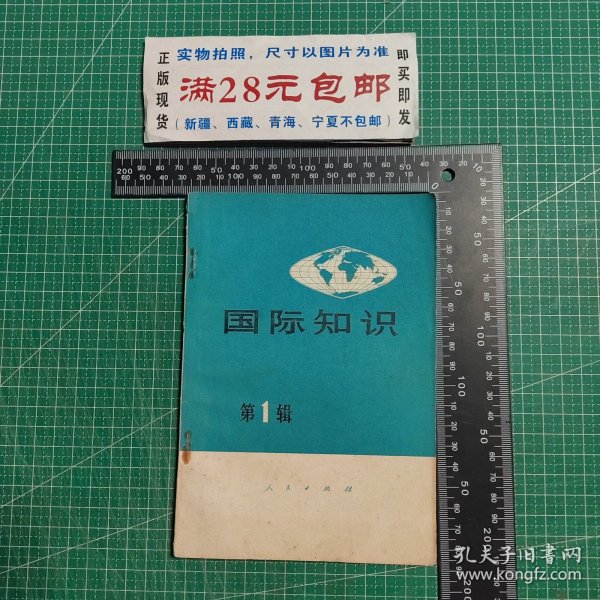 正版现货
实物拍照，尺寸以图片为准
满28元包邮
（新疆、西藏、青海、宁夏不包邮）
即买即发
国际知识
第1辑
人民出版社
孔夫子旧书网
www.kongfz.com